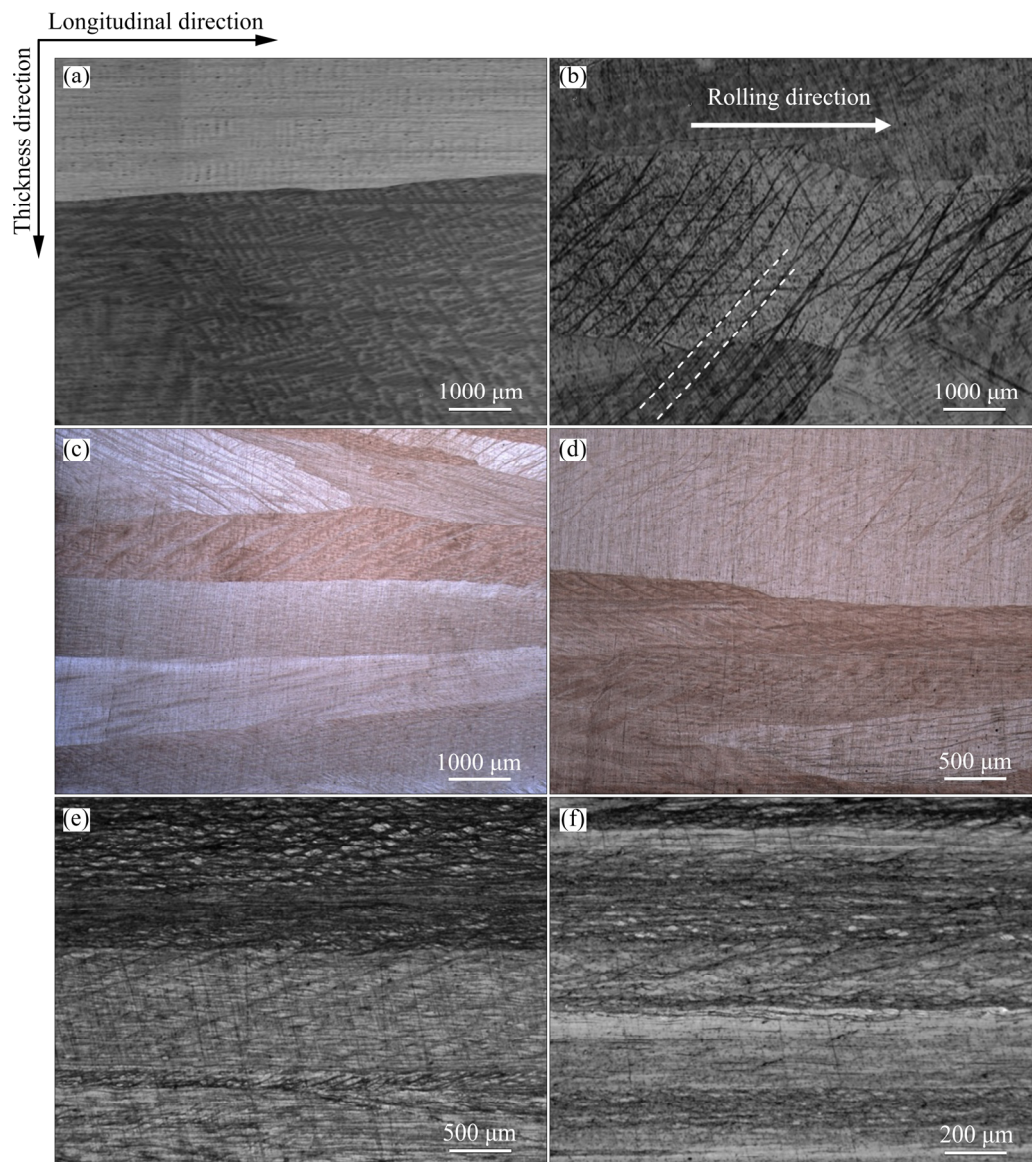 Longitudinal direction
Thickness direction
(a)
1000 μm
(b)
Rolling direction
1000 μm
(c)
1000 μm
(d)
500 μm
(e)
500 μm
(f)
200 μm